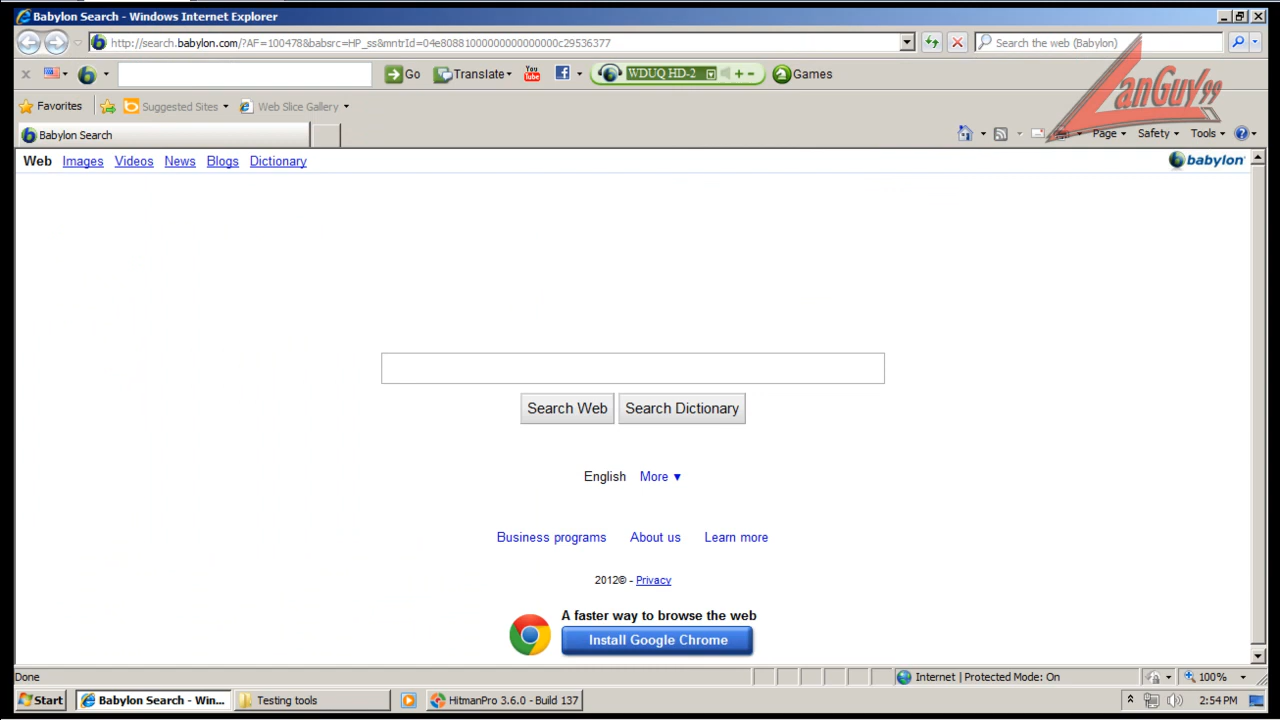 Babylon Search - Windows Internet Explorer
http://search.babylon.com/?AF=100478&babsrc=HP_ss&mntrId=04e8088100000000000000c29536377
Search the web (Babylon)
Go Translate You Tube WDUQ HD-2 Games
LanGuy99
Favorites Suggested Sites Web Slice Gallery
Babylon Search
Page Safety Tools
Web Images Videos News Blogs Dictionary
babylon
Search Web Search Dictionary
English More ▼
Business programs About us Learn more
2012© - Privacy
A faster way to browse the web
Install Google Chrome
Done
Internet | Protected Mode: On
100%
Start Babylon Search - Win... Testing tools HitmanPro 3.6.0 - Build 137
2:54 PM